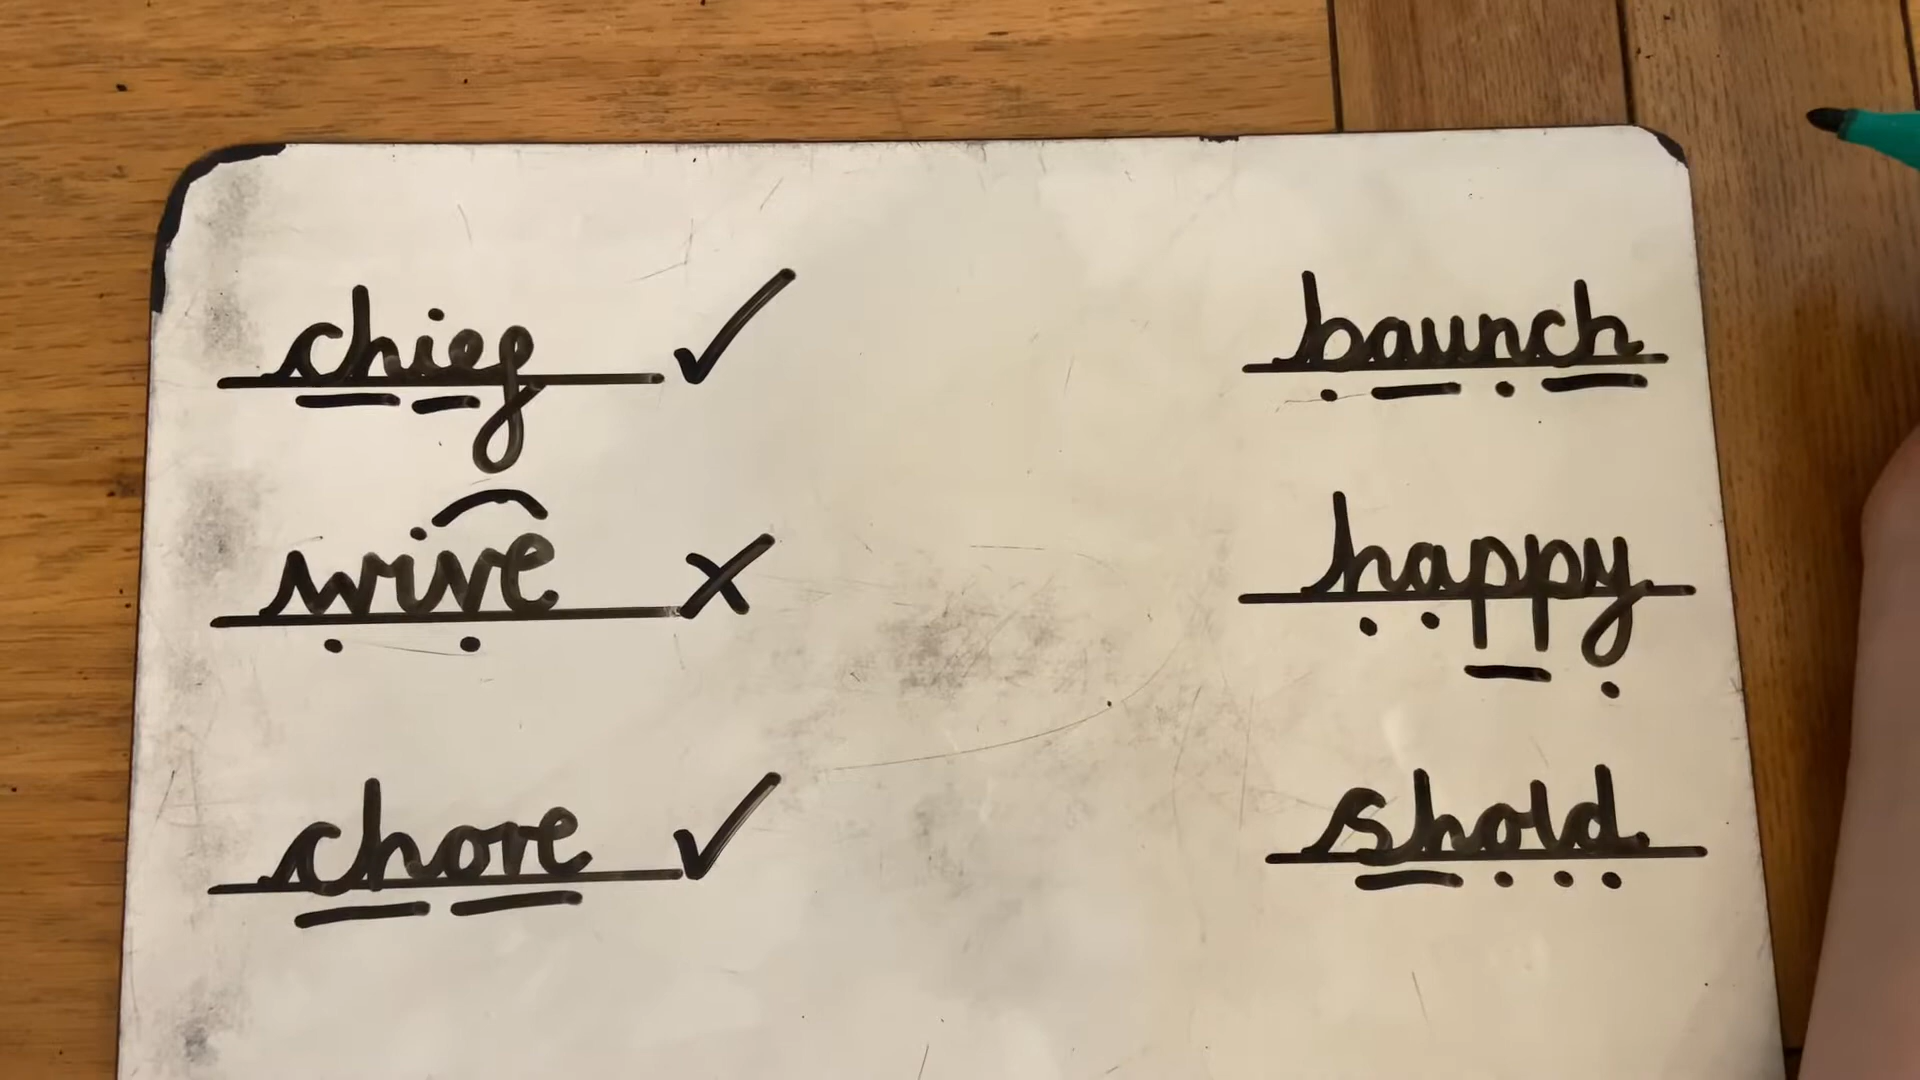 chief ✓
wive x
chore ✓
baunch
happy
shold